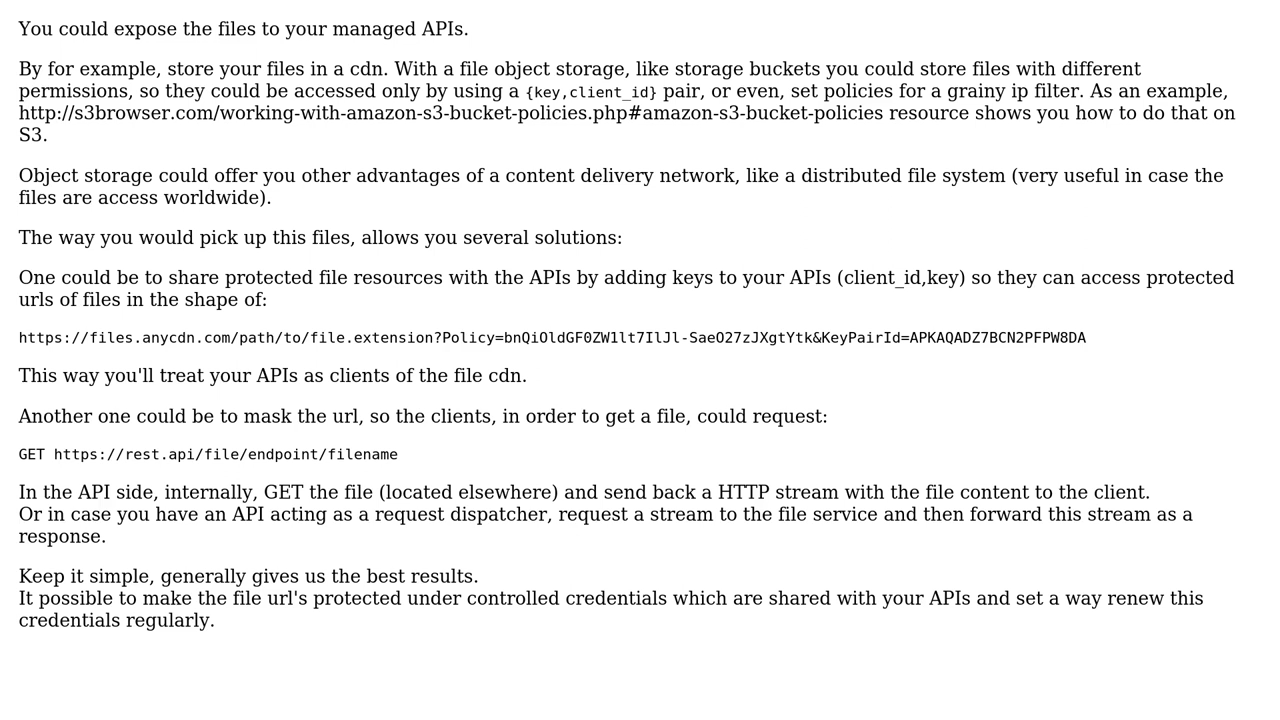 You could expose the files to your managed APIs.
By for example, store your files in a cdn. With a file object storage, like storage buckets you could store files with different
permissions, so they could be accessed only by using a {key,client_id} pair, or even, set policies for a grainy ip filter. As an example,
http://s3browser.com/working-with-amazon-s3-bucket-policies.php#amazon-s3-bucket-policies resource shows you how to do that on
S3.
Object storage could offer you other advantages of a content delivery network, like a distributed file system (very useful in case the
files are access worldwide).
The way you would pick up this files, allows you several solutions:
One could be to share protected file resources with the APIs by adding keys to your APIs (client_id,key) so they can access protected
urls of files in the shape of:
https://files.anycdn.com/path/to/file.extension?Policy=bnQiOldGF0ZW1lt7IlJl-SaeO27zJXgtYtk&KeyPairId=APKAQADZ7BCN2PFPW8DA
This way you'll treat your APIs as clients of the file cdn.
Another one could be to mask the url, so the clients, in order to get a file, could request:
GET https://rest.api/file/endpoint/filename
In the API side, internally, GET the file (located elsewhere) and send back a HTTP stream with the file content to the client.
Or in case you have an API acting as a request dispatcher, request a stream to the file service and then forward this stream as a
response.
Keep it simple, generally gives us the best results.
It possible to make the file url's protected under controlled credentials which are shared with your APIs and set a way renew this
credentials regularly.